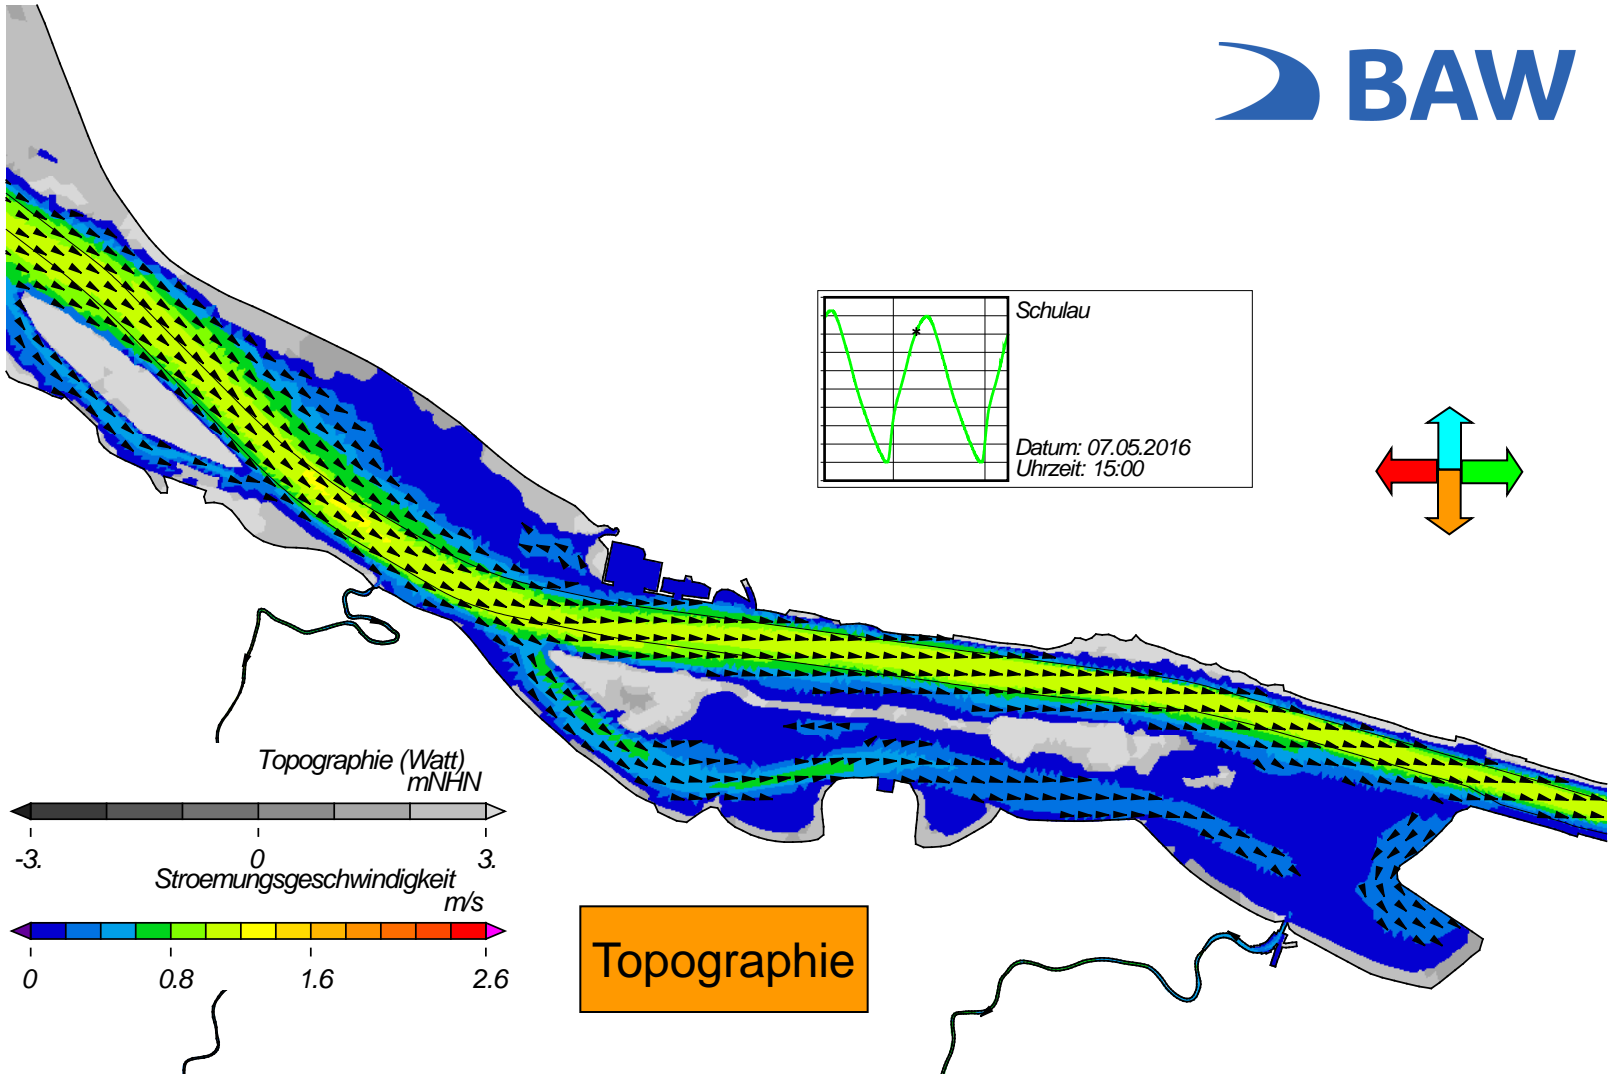 BAW
Schulau
Datum: 07.05.2016
Uhrzeit: 15:00
Topographie (Watt)
mNHN
-3. 0 3.
Stroemungsgeschwindigkeit
m/s
0 0.8 1.6 2.6
Topographie